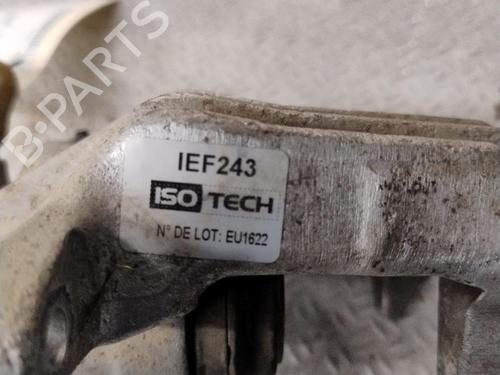 B-PARTS
IEF243
ISO TECH
N° DE LOT: EU1622